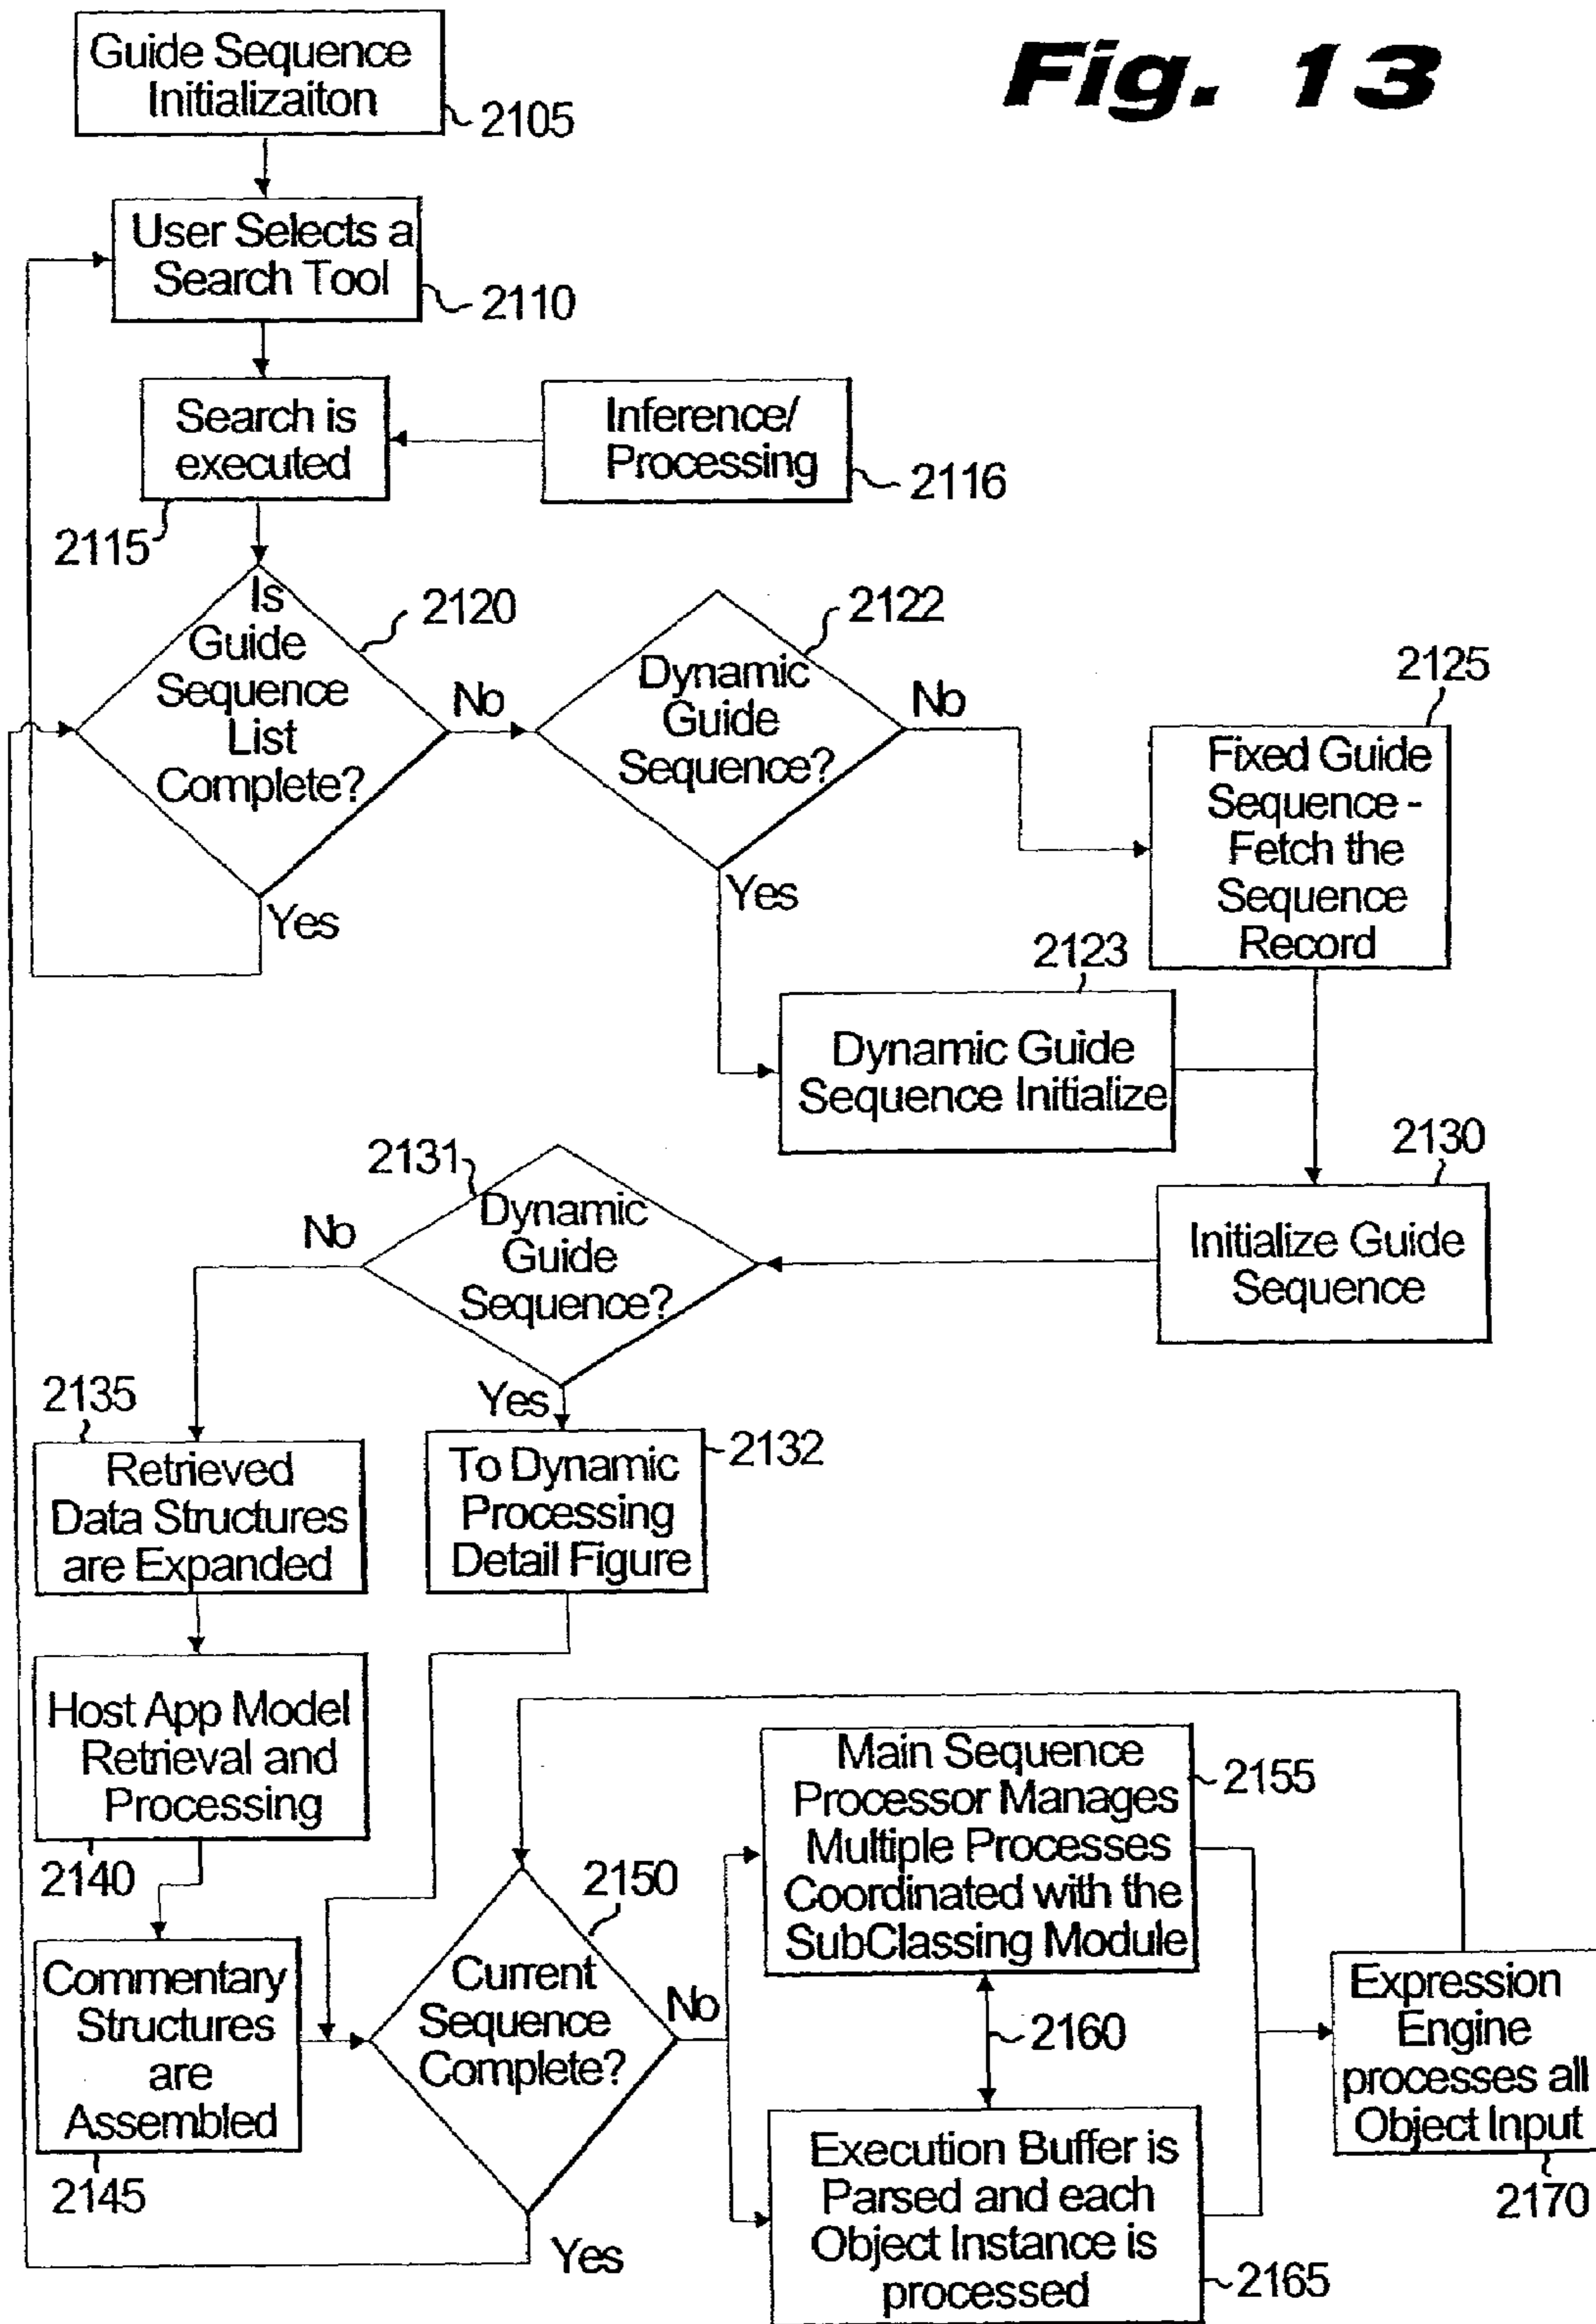 Fig. 13
Guide Sequence
Initializaiton
2105
User Selects a
Search Tool
2110
Search is
executed
2115
Inference/
Processing
2116
Is
Guide
Sequence
List
Complete?
2120
No
Yes
Dynamic
Guide
Sequence?
2122
No
Yes
2125
Fixed Guide
Sequence -
Fetch the
Sequence
Record
2123
Dynamic Guide
Sequence Initialize
2130
Initialize Guide
Sequence
2131
Dynamic
Guide
Sequence?
No
Yes
2135
Retrieved
Data Structures
are Expanded
To Dynamic
Processing
Detail Figure
2132
Host App Model
Retrieval and
Processing
2140
Commentary
Structures
are
Assembled
2145
2150
Current
Sequence
Complete?
No
Yes
Main Sequence
Processor Manages
Multiple Processes
Coordinated with the
SubClassing Module
2155
2160
Execution Buffer is
Parsed and each
Object Instance is
processed
2165
Expression
Engine
processes all
Object Input
2170